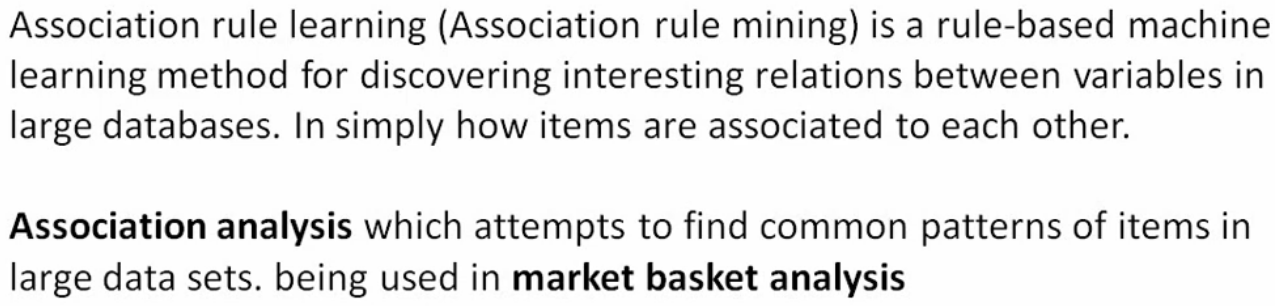 Association rule learning (Association rule mining) is a rule-based machine
learning method for discovering interesting relations between variables in
large databases. In simply how items are associated to each other.
Association analysis which attempts to find common patterns of items in
large data sets. being used in market basket analysis